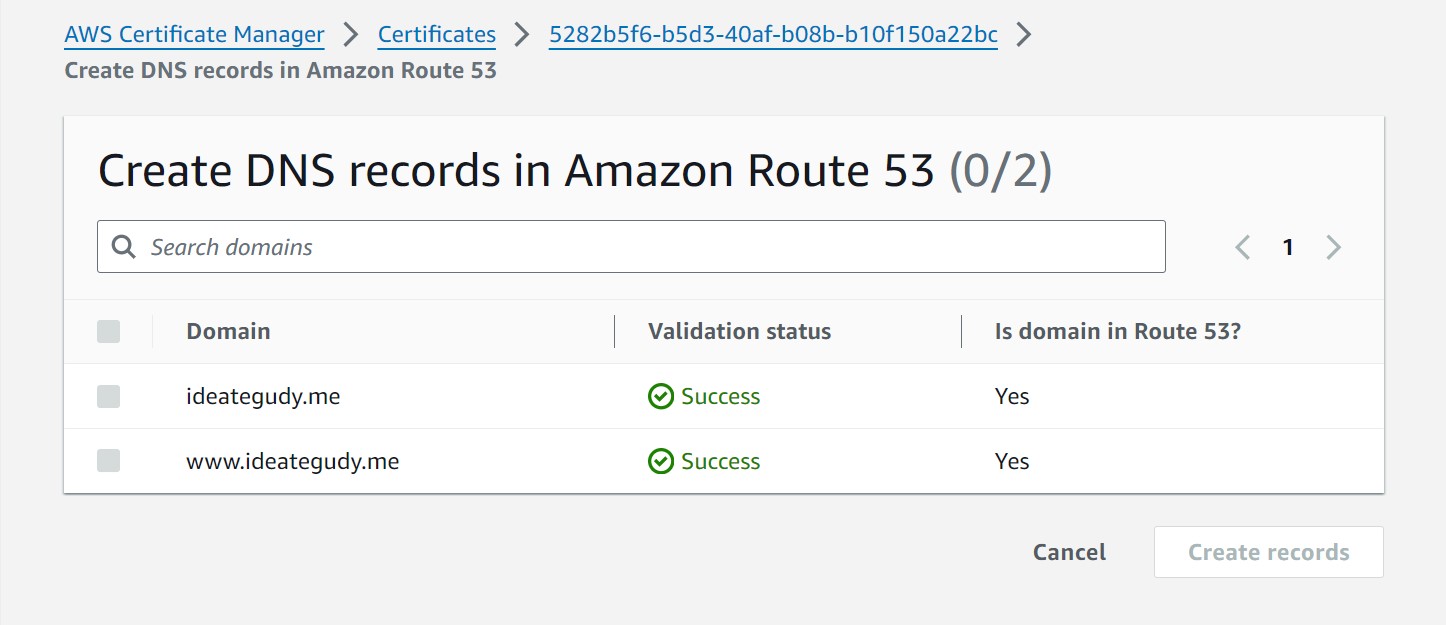 AWS Certificate Manager > Certificates > 5282b5f6-b5d3-40af-b08b-b10f150a22bc >
Create DNS records in Amazon Route 53
Create DNS records in Amazon Route 53 (0/2)
Search domains
1
Domain Validation status Is domain in Route 53?
ideategudy.me Success Yes
www.ideategudy.me Success Yes
Cancel Create records